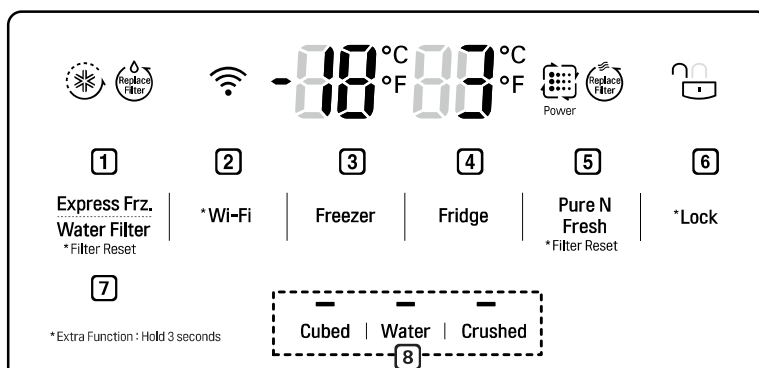 Replace Filter
-18 °C °F
3 °C °F
Replace Filter
Power
1 2 3 4 5 6
Express Frz.
Water Filter
*Filter Reset
*Wi-Fi
Freezer
Fridge
Pure N
Fresh
*Filter Reset
*Lock
7
*Extra Function : Hold 3 seconds
Cubed | Water | Crushed
8